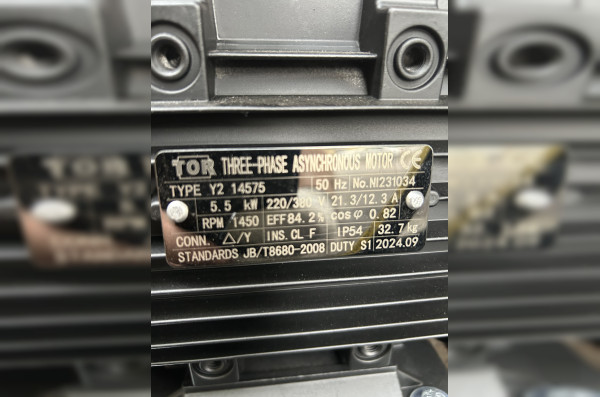 TOR THREE-PHASE ASYNCHRONOUS MOTOR CE
TYPE Y2 14575 50 Hz No.NI231034
5.5 kW 220/380 V 21.3/12.3 A
RPM 1450 EFF 84.2% cosφ 0.82
CONN. △/Y INS.CL F IP54 32.7kg
STANDARDS JB/T8680-2008 DUTY S1 2024.09